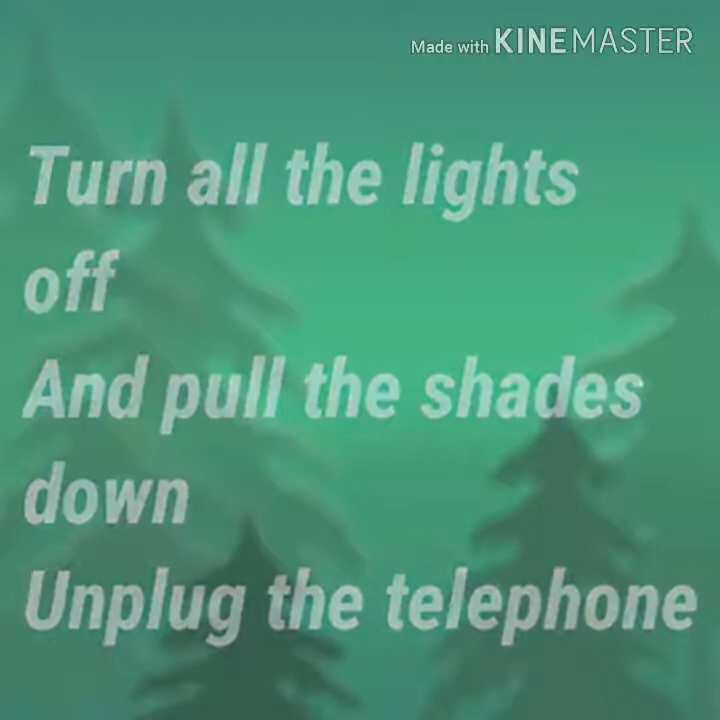 Made with KINEMASTER
Turn all the lights
off
And pull the shades
down
Unplug the telephone